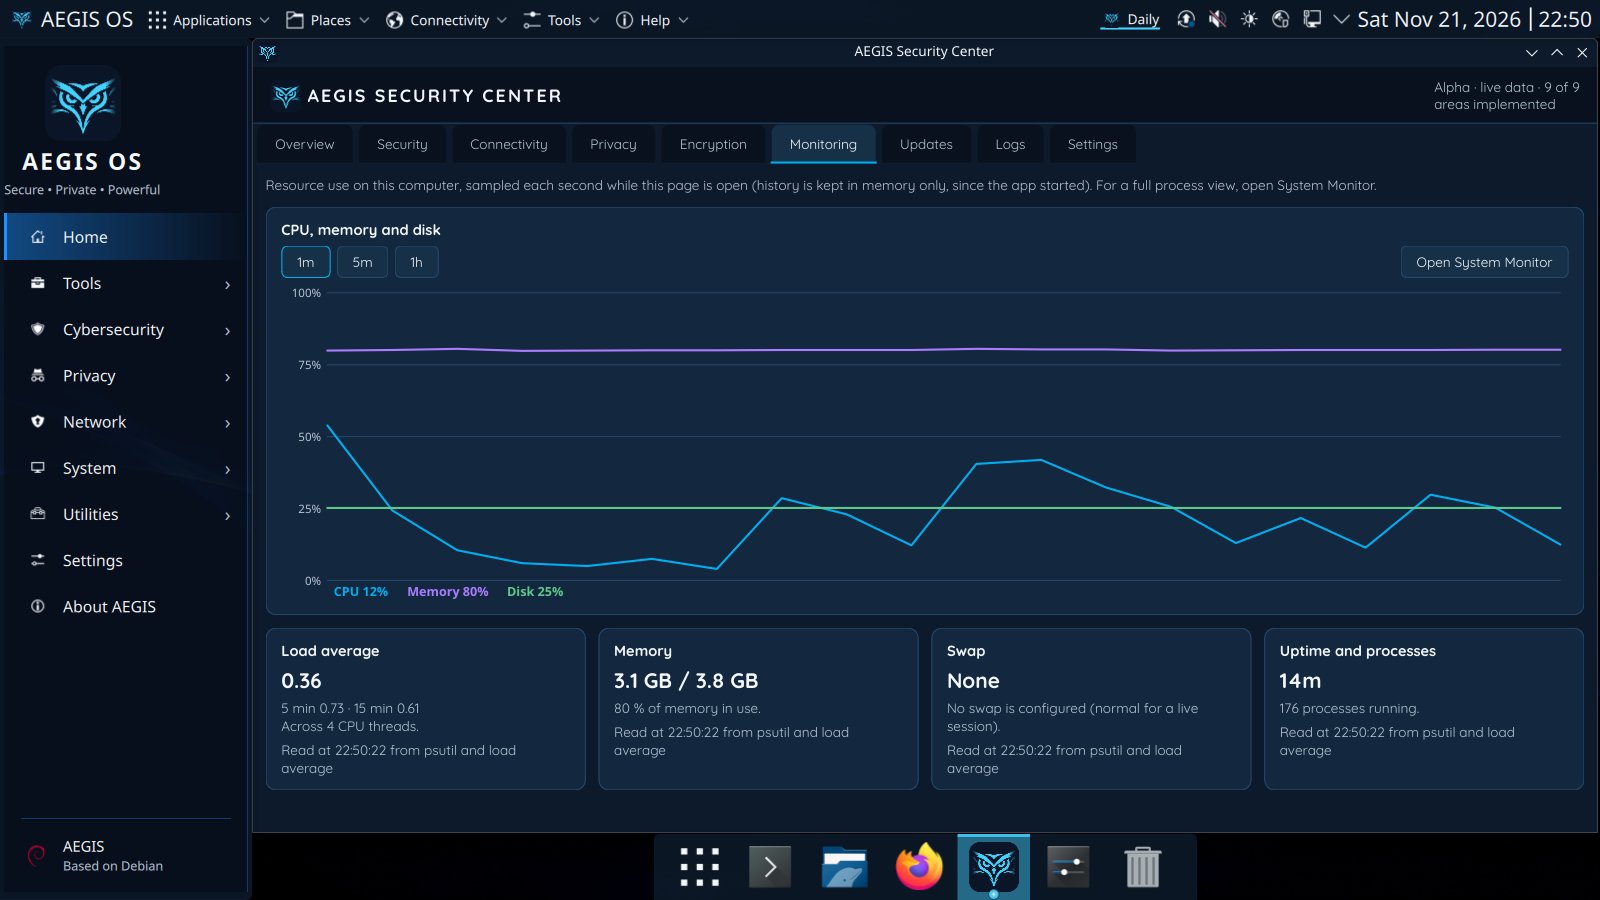 AEGIS OS Applications Places Connectivity Tools Help Daily Sat Nov 21, 2026 | 22:50
AEGIS Security Center
AEGIS OS
Secure • Private • Powerful
Home
Tools
Cybersecurity
Privacy
Network
System
Utilities
Settings
About AEGIS
AEGIS
Based on Debian
AEGIS SECURITY CENTER
Alpha · live data · 9 of 9
areas implemented
Overview Security Connectivity Privacy Encryption Monitoring Updates Logs Settings
Resource use on this computer, sampled each second while this page is open (history is kept in memory only, since the app started). For a full process view, open System Monitor.
CPU, memory and disk
1m 5m 1h Open System Monitor
100%
75%
50%
25%
0%
CPU 12% Memory 80% Disk 25%
Load average
0.36
5 min 0.73 · 15 min 0.61
Across 4 CPU threads.
Read at 22:50:22 from psutil and load
average
Memory
3.1 GB / 3.8 GB
80 % of memory in use.
Read at 22:50:22 from psutil and load
average
Swap
None
No swap is configured (normal for a live
session).
Read at 22:50:22 from psutil and load
average
Uptime and processes
14m
176 processes running.
Read at 22:50:22 from psutil and load
average